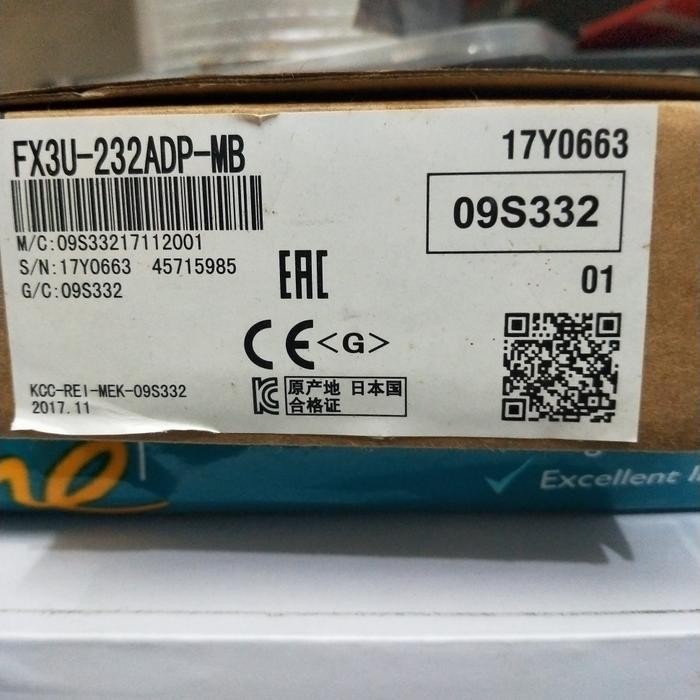 FX3U-232ADP-MB
17Y0663
09S332
M/C:09S33217112001
S/N:17Y0663 45715985
G/C:09S332
EAC
01
CE<G>
KCC-REI-MEK-09S332
2017.11
原产地 日本国
合格证
Excellent